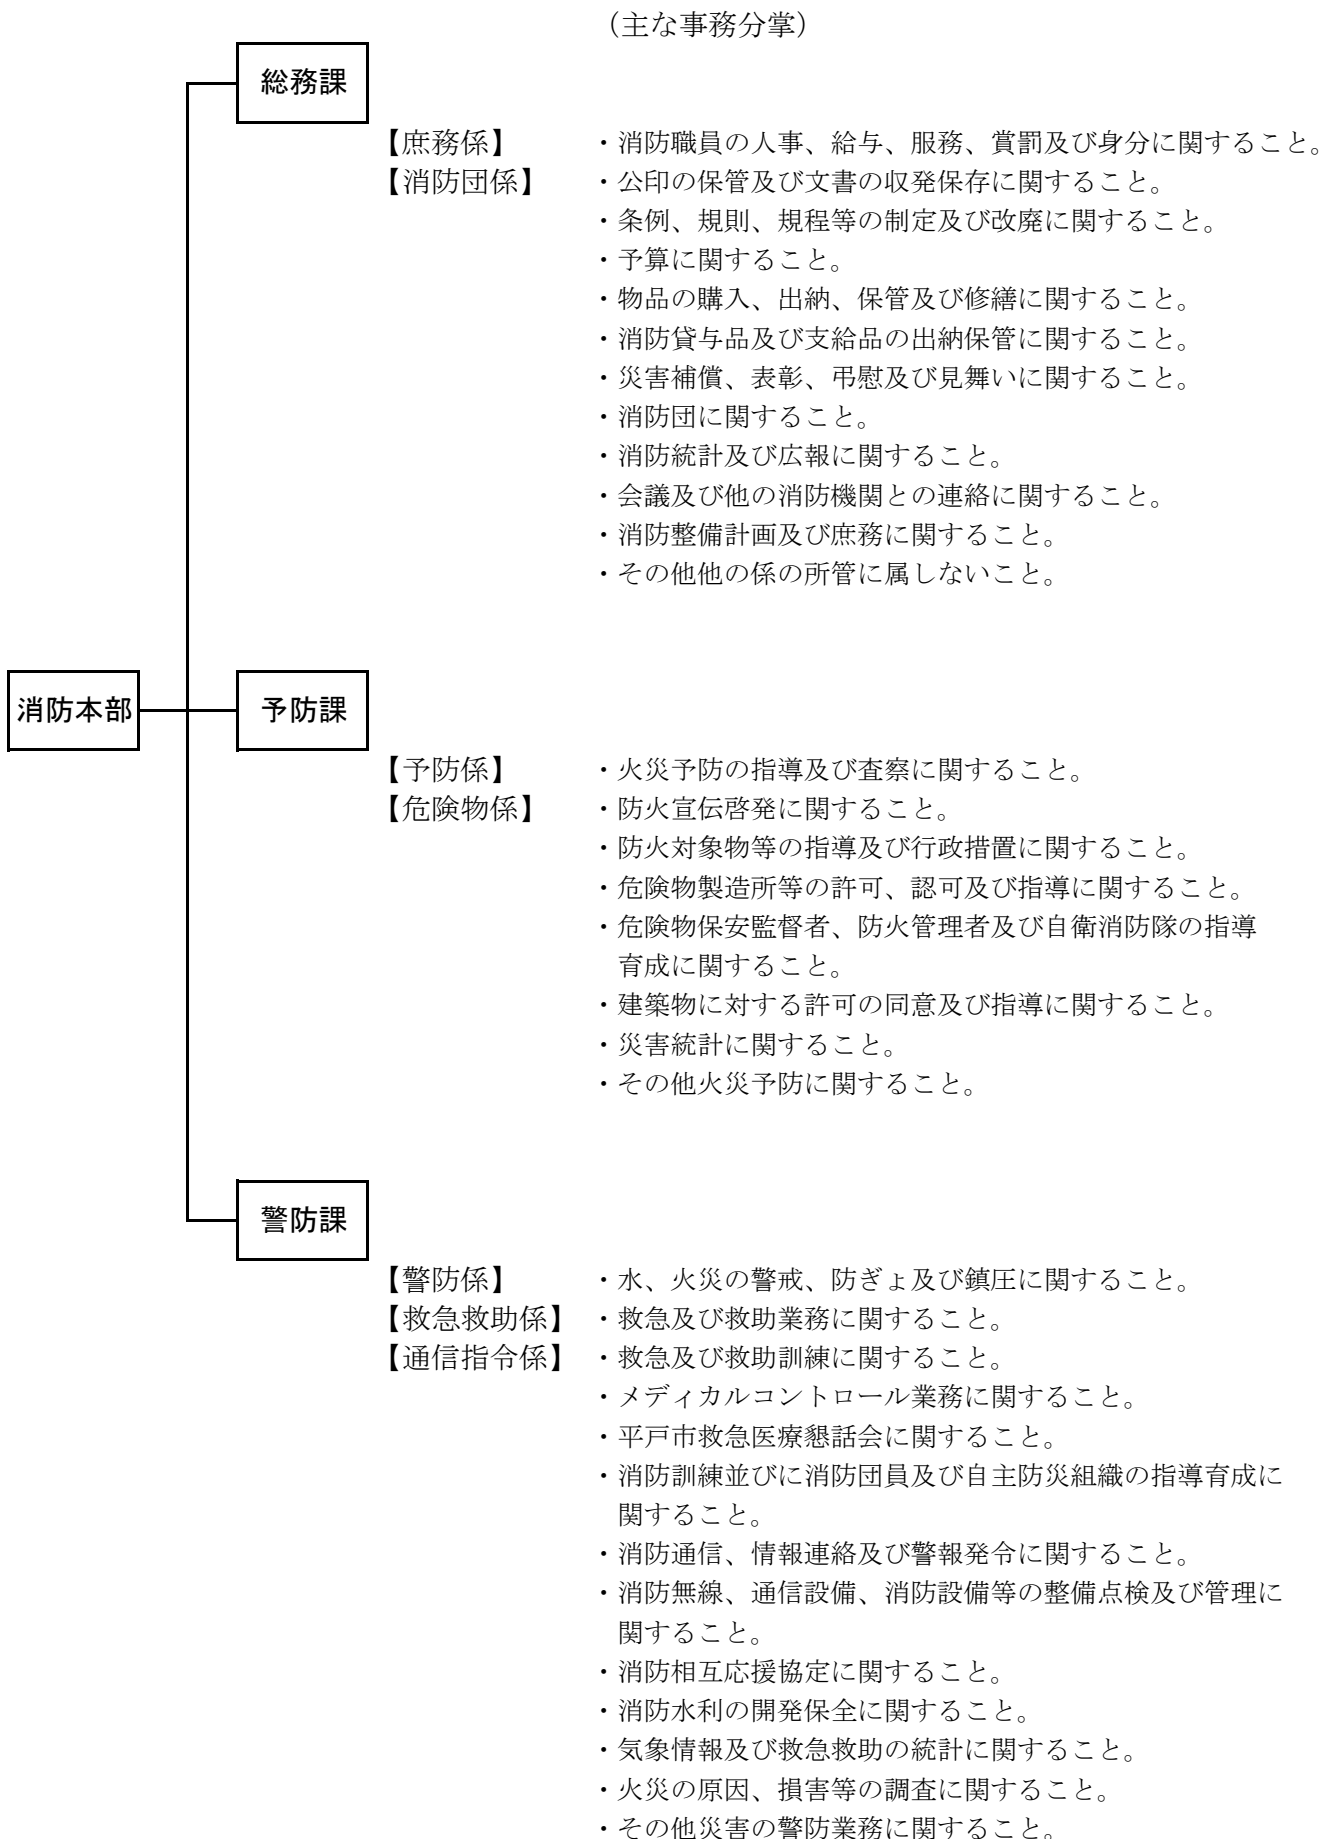 （主な事務分掌）
総務課
【庶務係】 ・消防職員の人事、給与、服務、賞罰及び身分に関すること。
【消防団係】 ・公印の保管及び文書の収発保存に関すること。
・条例、規則、規程等の制定及び改廃に関すること。
・予算に関すること。
・物品の購入、出納、保管及び修繕に関すること。
・消防貸与品及び支給品の出納保管に関すること。
・災害補償、表彰、弔慰及び見舞いに関すること。
・消防団に関すること。
・消防統計及び広報に関すること。
・会議及び他の消防機関との連絡に関すること。
・消防整備計画及び庶務に関すること。
・その他他の係の所管に属しないこと。
消防本部
予防課
【予防係】 ・火災予防の指導及び査察に関すること。
【危険物係】 ・防火宣伝啓発に関すること。
・防火対象物等の指導及び行政措置に関すること。
・危険物製造所等の許可、認可及び指導に関すること。
・危険物保安監督者、防火管理者及び自衛消防隊の指導
育成に関すること。
・建築物に対する許可の同意及び指導に関すること。
・災害統計に関すること。
・その他火災予防に関すること。
警防課
【警防係】 ・水、火災の警戒、防ぎょ及び鎮圧に関すること。
【救急救助係】 ・救急及び救助業務に関すること。
【通信指令係】 ・救急及び救助訓練に関すること。
・メディカルコントロール業務に関すること。
・平戸市救急医療懇話会に関すること。
・消防訓練並びに消防団員及び自主防災組織の指導育成に
関すること。
・消防通信、情報連絡及び警報発令に関すること。
・消防無線、通信設備、消防設備等の整備点検及び管理に
関すること。
・消防相互応援協定に関すること。
・消防水利の開発保全に関すること。
・気象情報及び救急救助の統計に関すること。
・火災の原因、損害等の調査に関すること。
・その他災害の警防業務に関すること。